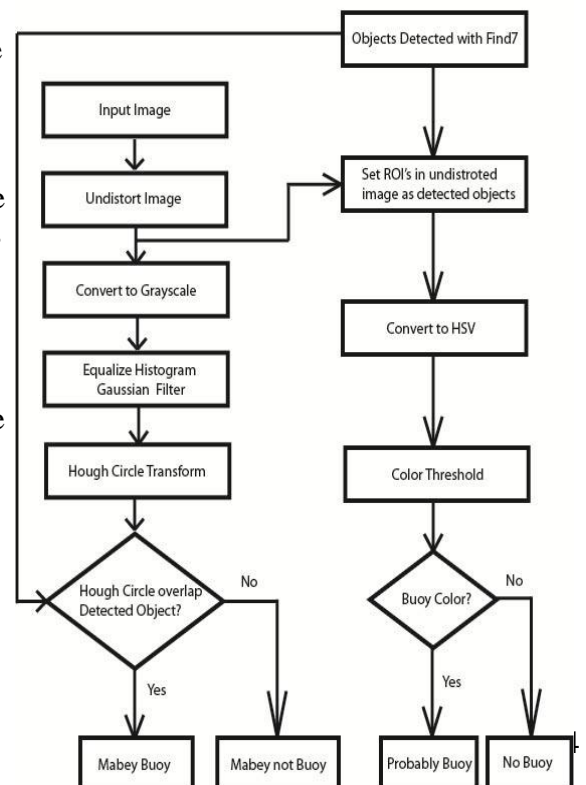 Objects Detected with Find7
Input Image
Undistort Image
Set ROI's in undistroted
image as detected objects
Convert to Grayscale
Convert to HSV
Equalize Histogram
Gaussian Filter
Hough Circle Transform
Color Threshold
Hough Circle overlap
Detected Object?
No
Yes
Buoy Color?
No
Yes
Mabey Buoy
Mabey not Buoy
Probably Buoy
No Buoy
e
e
e